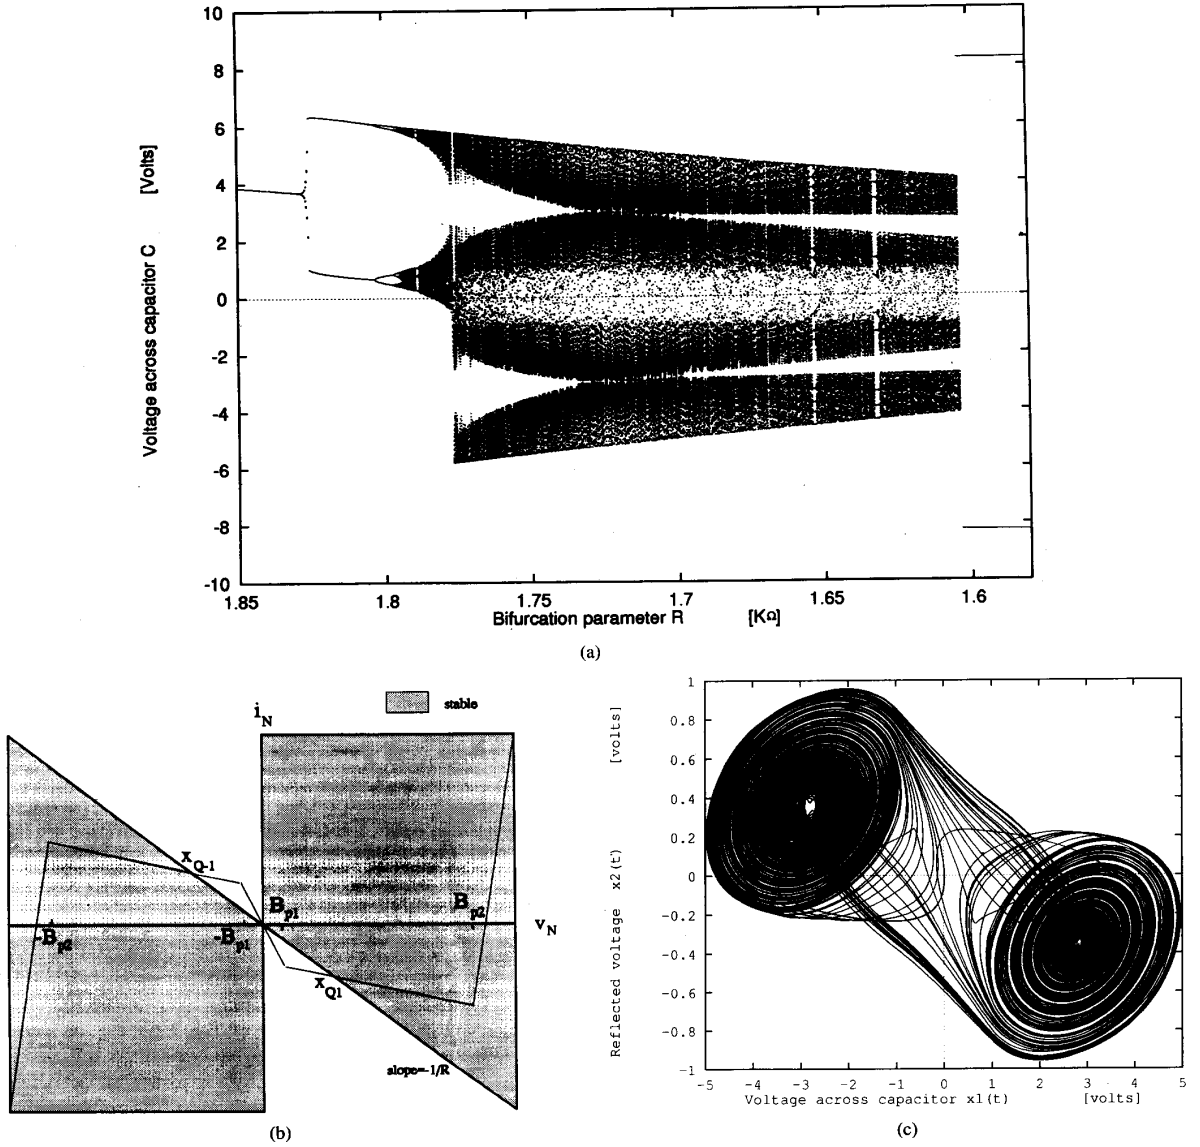 10
8
6
4
2
0
-2
-4
-6
-8
-10
Voltage across capacitor C [Volts]
1.85
1.8
1.75
1.7
1.65
1.6
Bifurcation parameter R [KΩ]
(a)
i_N
stable
X_Q-1
B_p1
B_p2
-B_p2
-B_p1
v_N
X_Q1
slope=-1/R
(b)
1
0.8
0.6
0.4
0.2
0
-0.2
-0.4
-0.6
-0.8
-1
Reflected voltage x2(t) [volts]
-5 -4 -3 -2 -1 0 1 2 3 4 5
Voltage across capacitor x1(t) [volts]
(c)